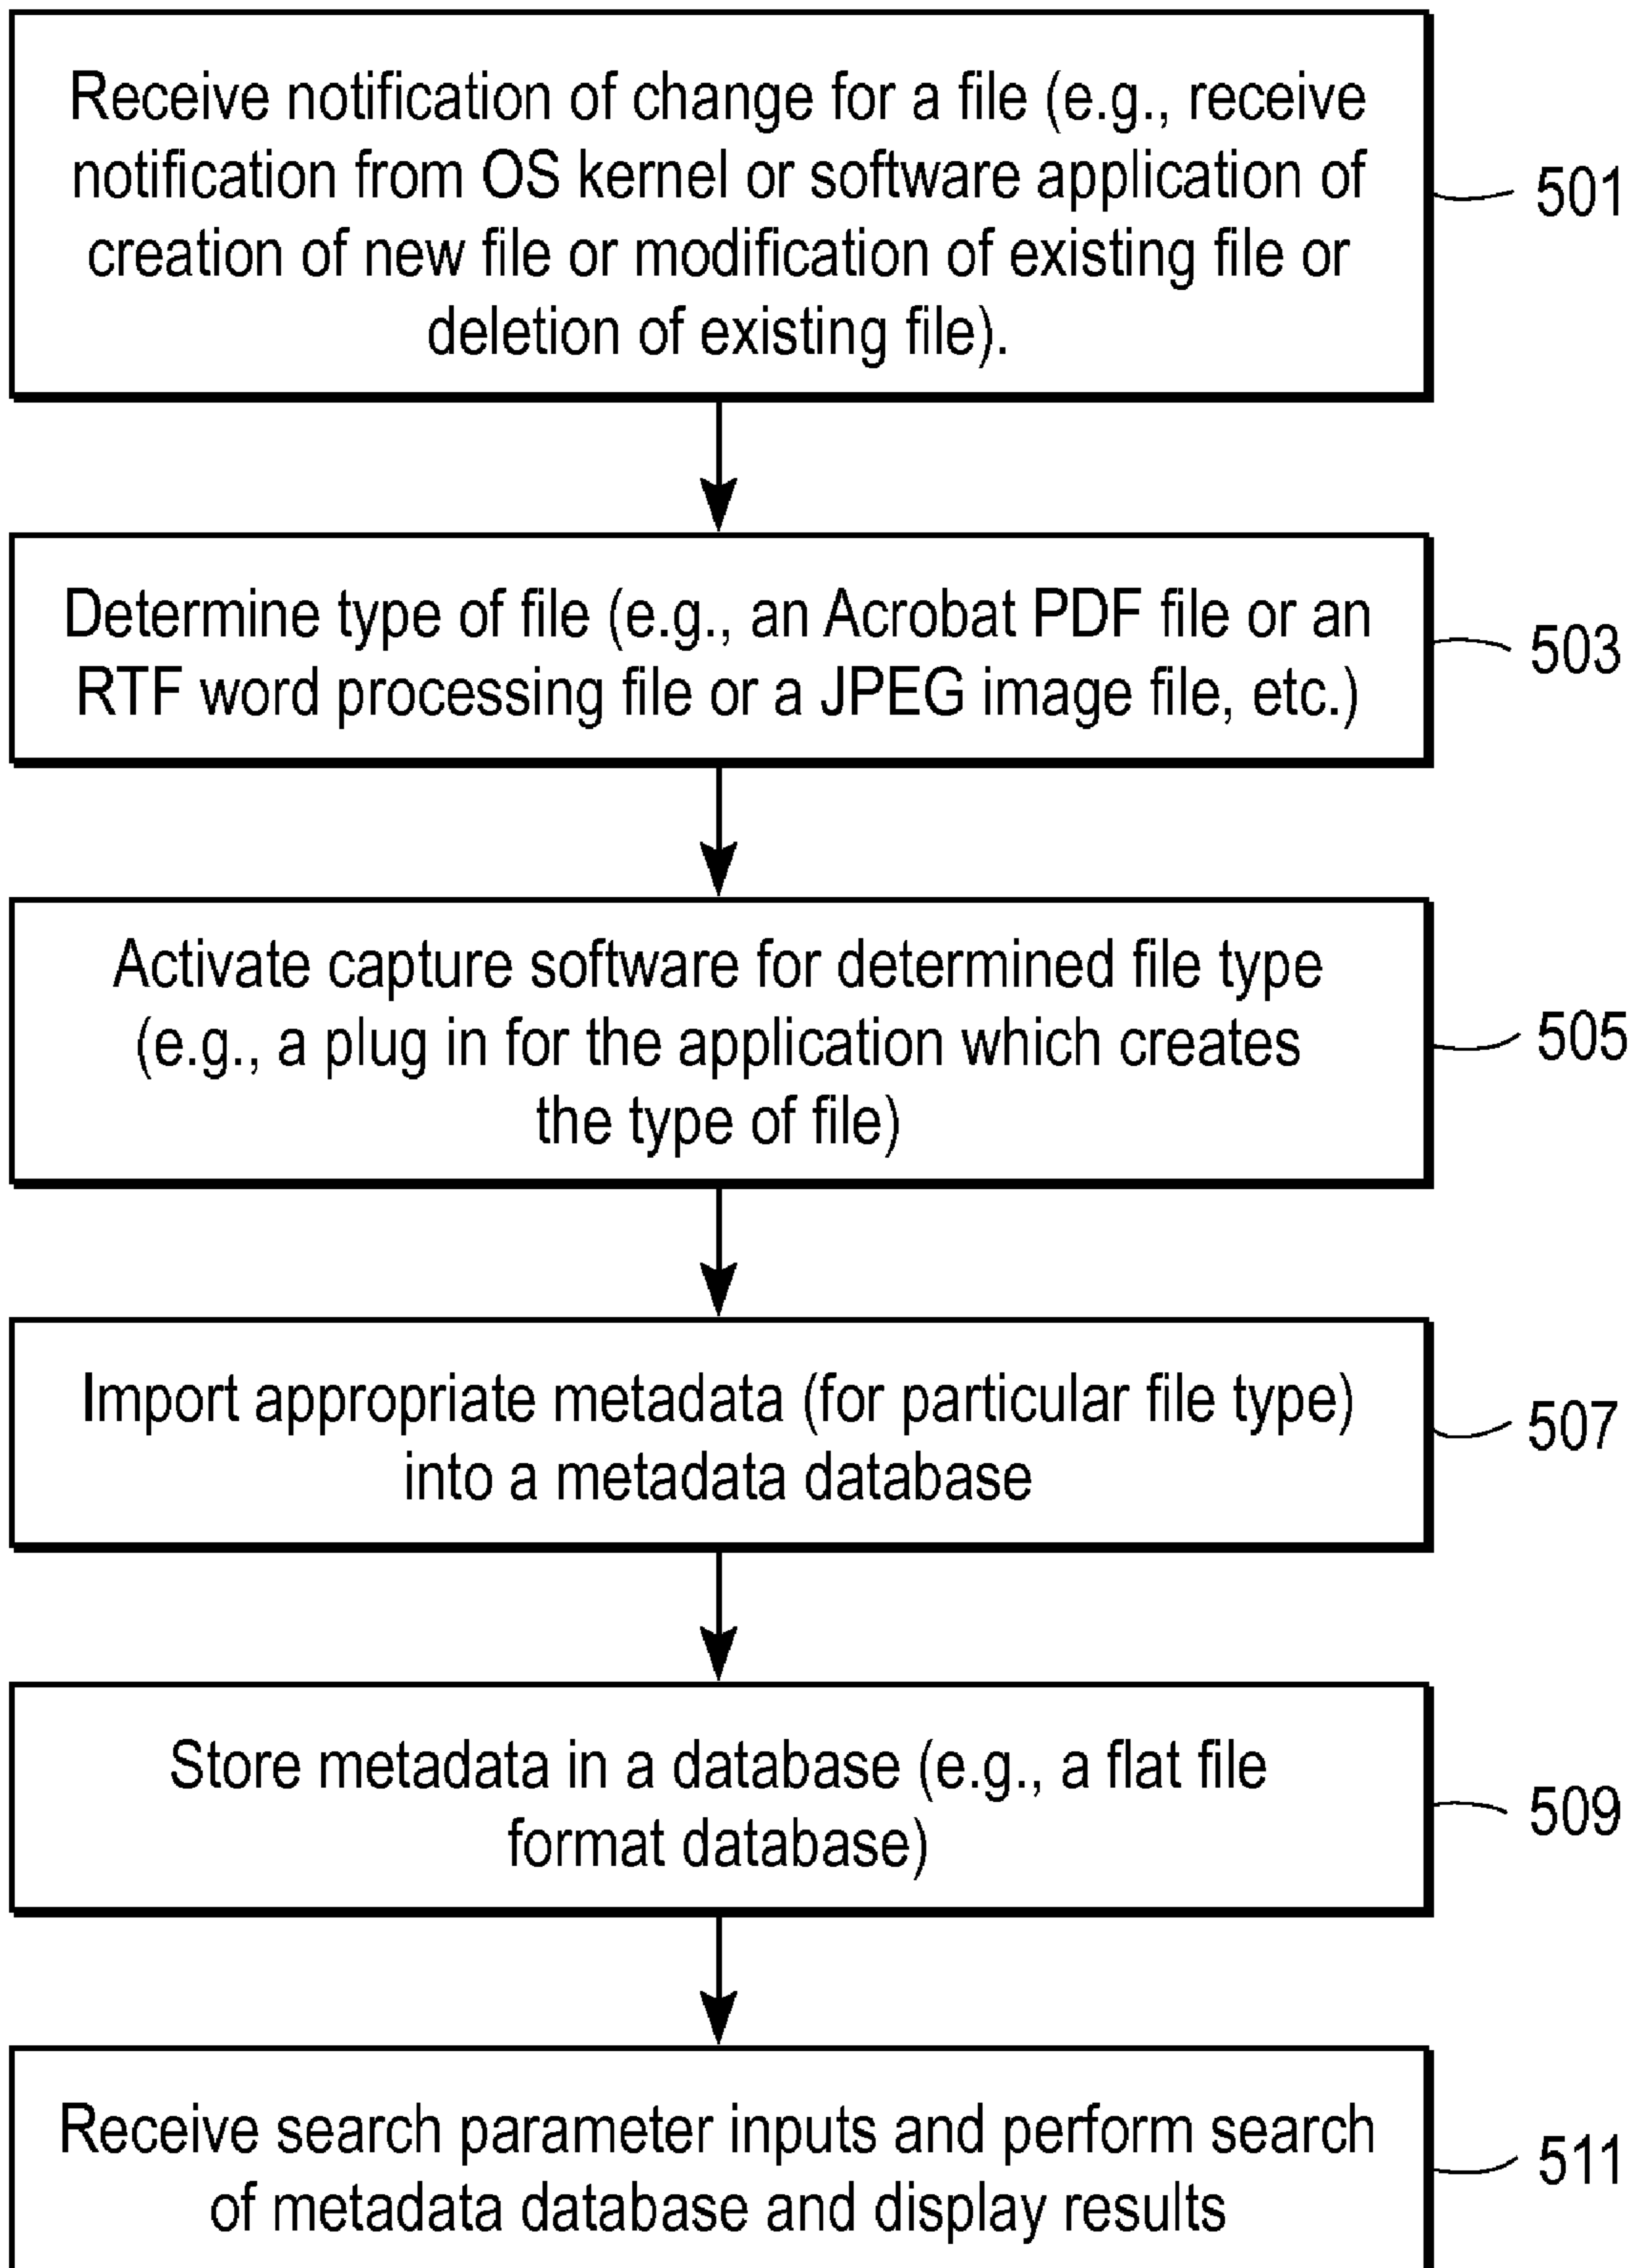 Receive notification of change for a file (e.g., receive
notification from OS kernel or software application of
creation of new file or modification of existing file or
deletion of existing file).
501
Determine type of file (e.g., an Acrobat PDF file or an
RTF word processing file or a JPEG image file, etc.)
503
Activate capture software for determined file type
(e.g., a plug in for the application which creates
the type of file)
505
Import appropriate metadata (for particular file type)
into a metadata database
507
Store metadata in a database (e.g., a flat file
format database)
509
Receive search parameter inputs and perform search
of metadata database and display results
511